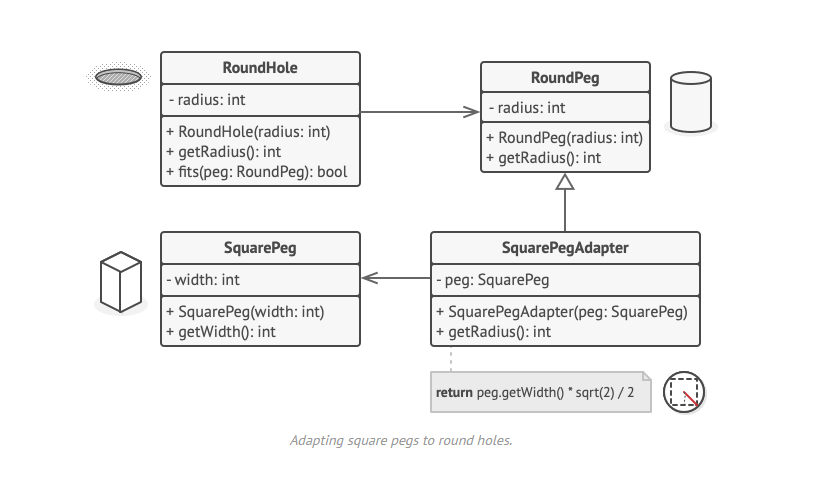 RoundHole
- radius: int
+ RoundHole(radius: int)
+ getRadius(): int
+ fits(peg: RoundPeg): bool
RoundPeg
- radius: int
+ RoundPeg(radius: int)
+ getRadius(): int
SquarePeg
- width: int
+ SquarePeg(width: int)
+ getWidth(): int
SquarePegAdapter
- peg: SquarePeg
+ SquarePegAdapter(peg: SquarePeg)
+ getRadius(): int
return peg.getWidth() * sqrt(2) / 2
Adapting square pegs to round holes.